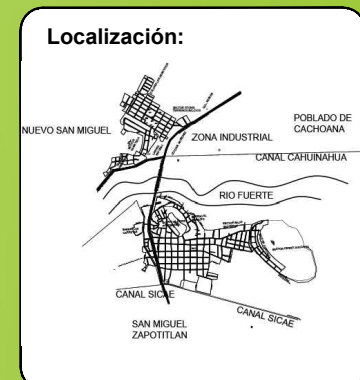 Localización:
NUEVO SAN MIGUEL
ZONA INDUSTRIAL
POBLADO DE
CACHOANA
CANAL CAHUINAHUA
RIO FUERTE
CANAL SICAE
CANAL SICAE
SAN MIGUEL
ZAPOTITLAN